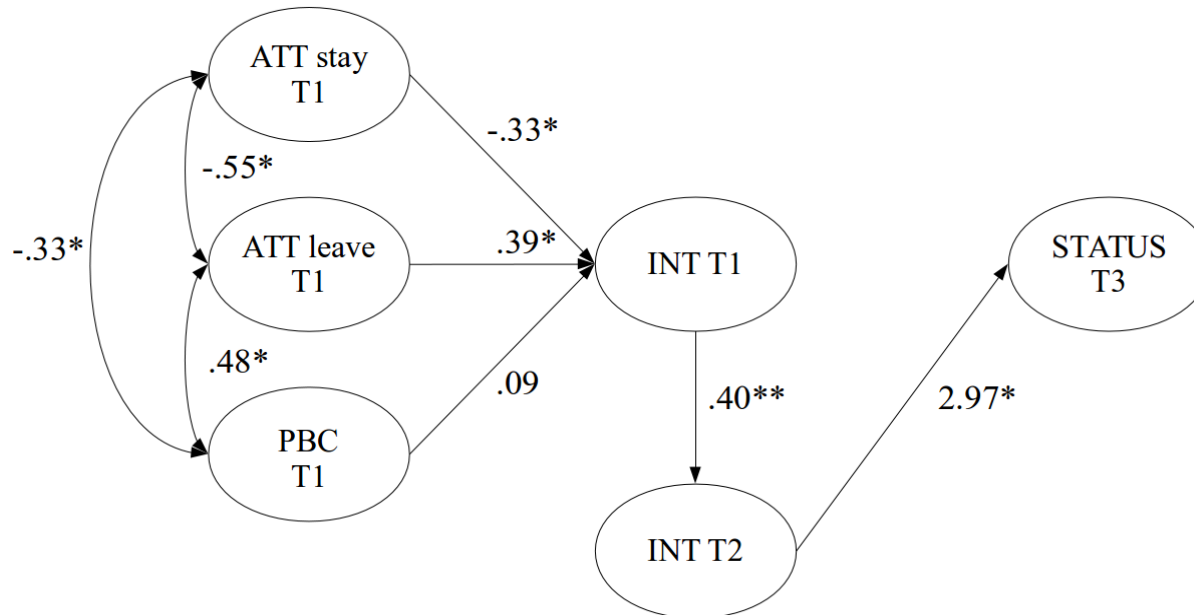 ATT stay
T1
-.33*
-.55*
-.33*
ATT leave
T1
.39*
INT T1
STATUS
T3
.48*
.09
.40**
2.97*
PBC
T1
INT T2